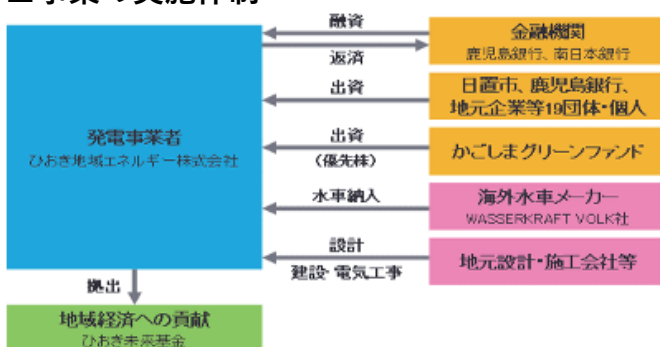 ■事業の実施体制
融資
返済
金融機関
鹿児島銀行、南日本銀行
出資
日置市、鹿児島銀行、
地元企業等19団体・個人
発電事業者
ひおき地域エネルギー株式会社
出資
(優先株)
かごしまグリーンファンド
水車納入
海外水車メーカー
WASSERKRAFT VOLK社
設計
建設・電気工事
地元設計・施工会社等
拠出
地域経済への貢献
ひおき未来基金